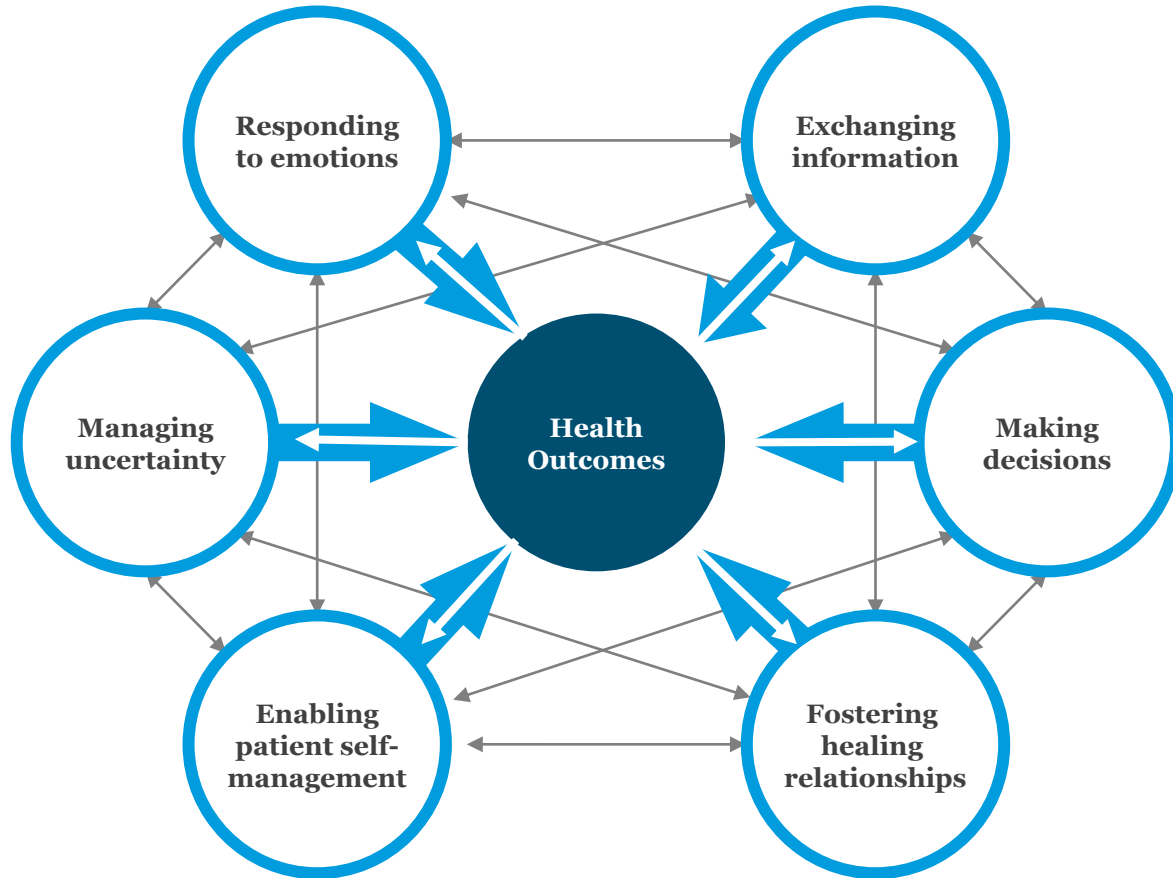 Responding
to emotions
Exchanging
information
Managing
uncertainty
Health
Outcomes
Making
decisions
Enabling
patient self-
management
Fostering
healing
relationships